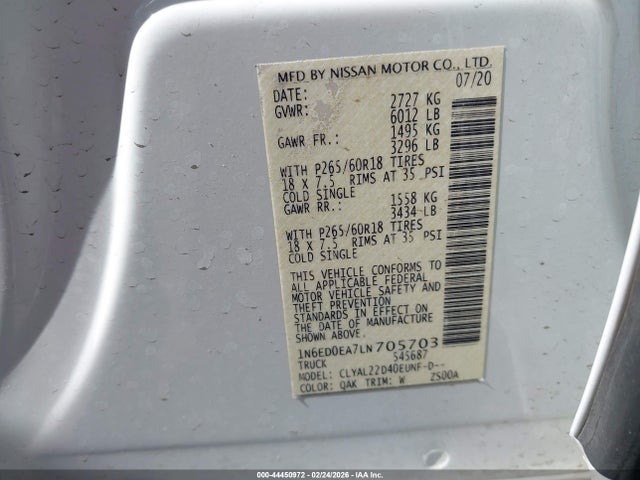 MFD BY NISSAN MOTOR CO., LTD.
DATE: 07/20
GVWR: 2727 KG
6012 LB
GAWR FR.: 1495 KG
3296 LB
WITH P265/60R18 TIRES
18 X 7.5 RIMS AT 35 PSI
COLD SINGLE
GAWR RR.: 1558 KG
3434 LB
WITH P265/60R18 TIRES
18 X 7.5 RIMS AT 35 PSI
COLD SINGLE
THIS VEHICLE CONFORMS TO
ALL APPLICABLE FEDERAL
MOTOR VEHICLE SAFETY AND
THEFT PREVENTION
STANDARDS IN EFFECT ON
THE DATE OF MANUFACTURE
SHOWN ABOVE.
1N6ED0EA7LN705703
TRUCK 545687
MODEL: CLYAL22D40EUNF-D--
COLOR: QAK TRIM: W Z500A
000-44450972 - 02/24/2026 - IAA Inc.